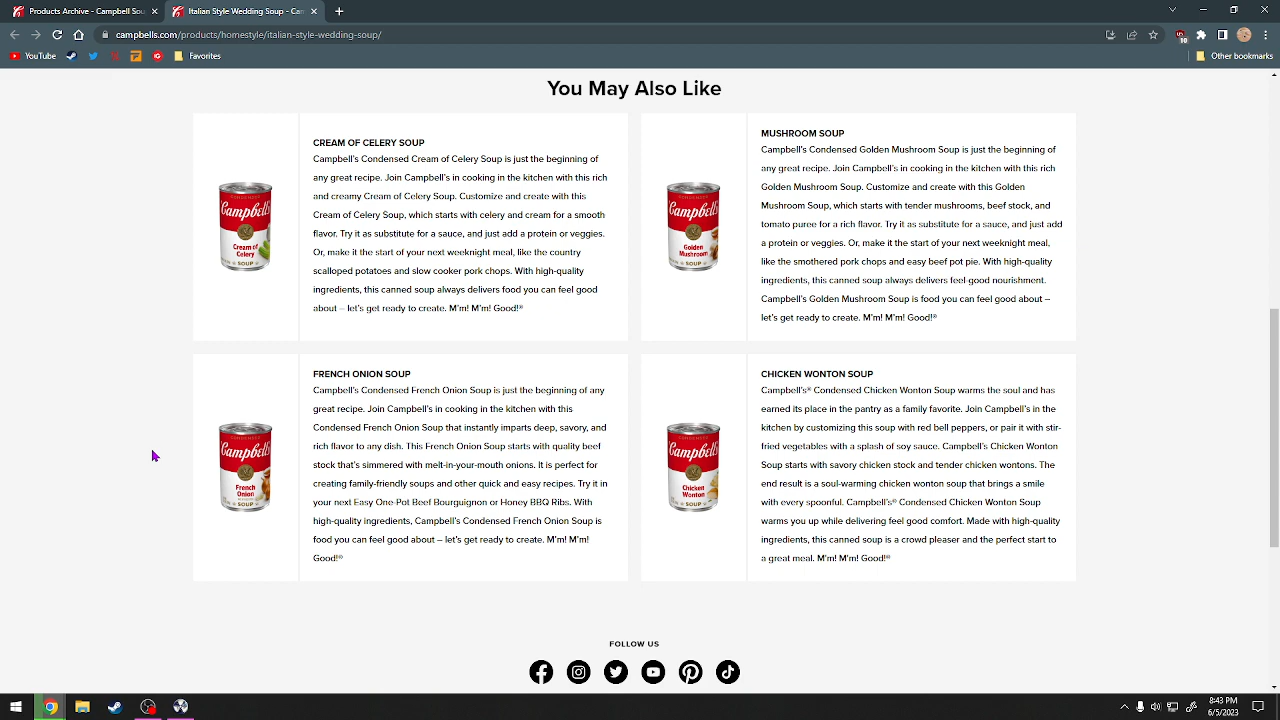 Products Archive - Campbell Sou
Italian-Style Wedding Soup - Cam
campbells.com/products/homestyle/italian-style-wedding-soup/
YouTube
Favorites
Other bookmarks
You May Also Like
CREAM OF CELERY SOUP
Campbell's Condensed Cream of Celery Soup is just the beginning of
any great recipe. Join Campbell's in cooking in the kitchen with this rich
and creamy Cream of Celery Soup. Customize and create with this
Cream of Celery Soup, which starts with celery and cream for a smooth
flavor. Try it as substitute for a sauce, and just add a protein or veggies.
Or, make it the start of your next weeknight meal, like the country
scalloped potatoes and slow cooker pork chops. With high-quality
ingredients, this canned soup always delivers food you can feel good
about – let's get ready to create. M'm! M'm! Good!®
CONDENSED
Campbell's
Cream of
Celery
SOUP
MUSHROOM SOUP
Campbell's Condensed Golden Mushroom Soup is just the beginning of
any great recipe. Join Campbell's in cooking in the kitchen with this rich
Golden Mushroom Soup. Customize and create with this Golden
Mushroom Soup, which starts with tender mushrooms, beef stock, and
tomato puree for a rich flavor. Try it as substitute for a sauce, and just add
a protein or veggies. Or, make it the start of your next weeknight meal,
like the smothered pork chops and easy beef pot pie. With high-quality
ingredients, this canned soup always delivers feel-good nourishment.
Campbell's Golden Mushroom Soup is food you can feel good about –
let's get ready to create. M'm! M'm! Good!®
CONDENSED
Campbell's
Golden
Mushroom
SOUP
FRENCH ONION SOUP
Campbell's Condensed French Onion Soup is just the beginning of any
great recipe. Join Campbell's in cooking in the kitchen with this
Condensed French Onion Soup that instantly imparts deep, savory, and
rich flavor to any dish. This French Onion Soup starts with quality beef
stock that's simmered with melt-in-your-mouth onions. It is perfect for
creating family-friendly soups and other quick and easy recipes. Try it in
your next Easy One-Pot Beef Bourguignon or Honey BBQ Ribs. With
high-quality ingredients, Campbell's Condensed French Onion Soup is
food you can feel good about – let's get ready to create. M'm! M'm!
Good!®
CONDENSED
Campbell's
French
Onion
SOUP
CHICKEN WONTON SOUP
Campbell's® Condensed Chicken Wonton Soup warms the soul and has
earned its place in the pantry as a family favorite. Join Campbell's in the
kitchen by customizing this soup with red bell peppers, or pair it with stir-
fried vegetables with a splash of soy sauce. Campbell's Chicken Wonton
Soup starts with savory chicken stock and tender chicken wontons. The
end result is a soul-warming chicken wonton soup that brings a smile
with every spoonful. Campbell's® Condensed Chicken Wonton Soup
warms you up while delivering feel good comfort. Made with high-quality
ingredients, this canned soup is a crowd pleaser and the perfect start to
a great meal. M'm! M'm! Good!®
CONDENSED
Campbell's
Chicken
Wonton
SOUP
FOLLOW US
8:43 PM
6/5/2023